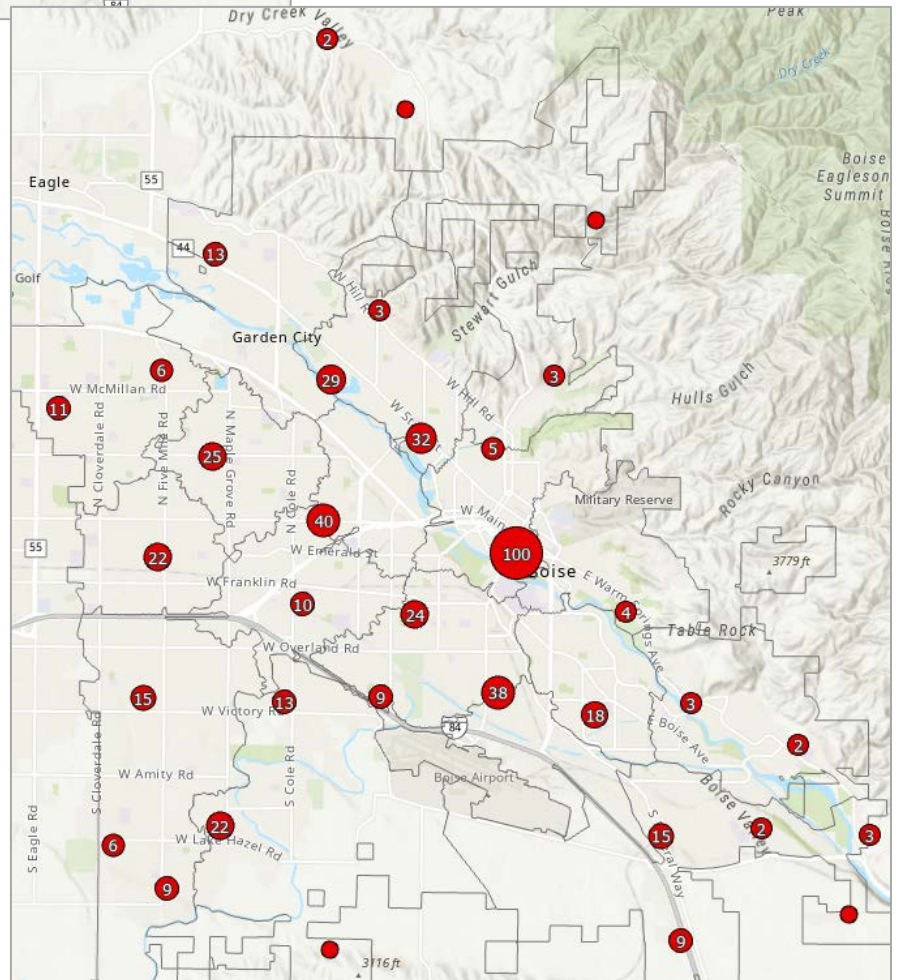 84
Dry Creek Valley
Peak
2
Dry Creek
Boise
Eagleson
Summit
Eagle
55
44
13
Golf
W Hill R
3
Stewart Gulch
Garden City
6
29
3
W McMillan Rd
11
W Hill Rd
Hulls Gulch
N Cloverdale Rd
N Five Mile Rd
N Maple Grove Rd
25
W St
32
5
N Cole Rd
Rocky Canyon
Military Reserve
40
W Main
55
22
W Emerald St
100
Boise
3779 ft
W Franklin Rd
E Warm Springs Ave
10
24
4
Table Rock
W Overland Rd
15
13
9
38
3
W Victory R
18
84
E Boise Ave
2
S Cloverdale Rd
W Amity Rd
S Cole Rd
Boise Airport
Boise Valley
S Eagle Rd
6
22
W Lake Hazel Rd
15
2
3
S
ral Way
9
9
3116 ft